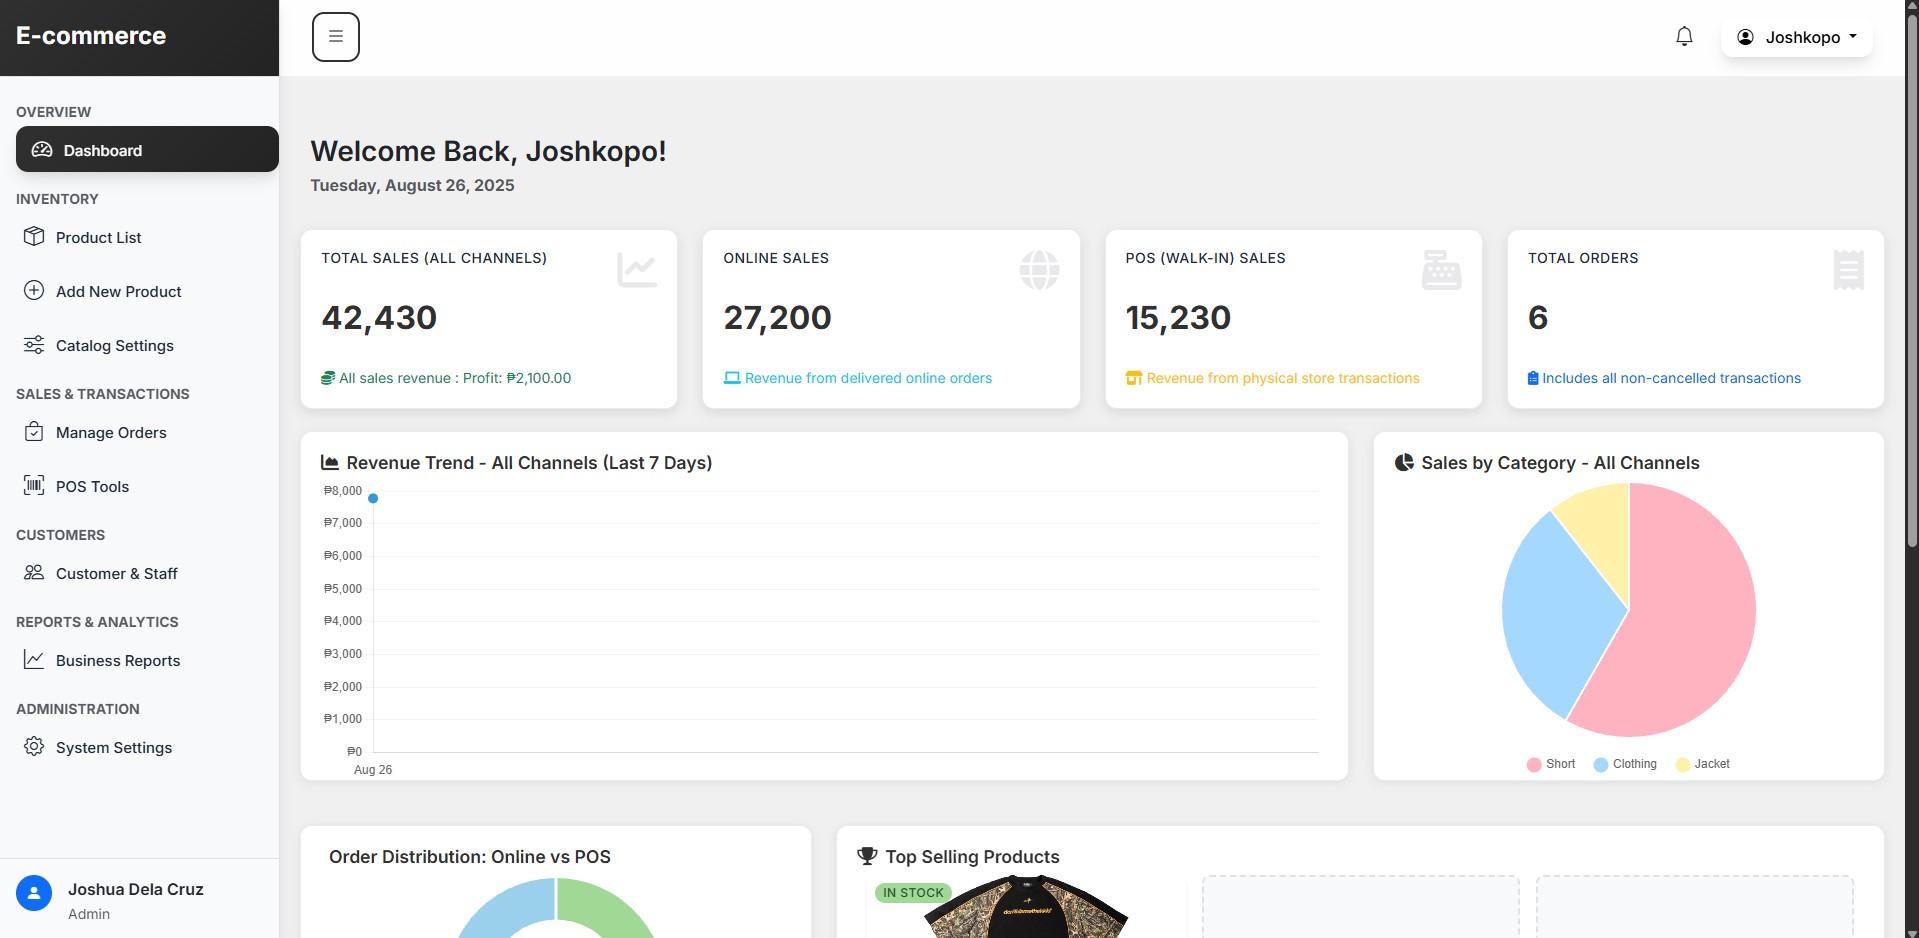 E-commerce
Joshkopo
OVERVIEW
Dashboard
INVENTORY
Product List
Add New Product
Catalog Settings
SALES & TRANSACTIONS
Manage Orders
POS Tools
CUSTOMERS
Customer & Staff
REPORTS & ANALYTICS
Business Reports
ADMINISTRATION
System Settings
Joshua Dela Cruz
Admin
Welcome Back, Joshkopo!
Tuesday, August 26, 2025
TOTAL SALES (ALL CHANNELS)
42,430
All sales revenue : Profit: ₱2,100.00
ONLINE SALES
27,200
Revenue from delivered online orders
POS (WALK-IN) SALES
15,230
Revenue from physical store transactions
TOTAL ORDERS
6
Includes all non-cancelled transactions
Revenue Trend - All Channels (Last 7 Days)
₱8,000
₱7,000
₱6,000
₱5,000
₱4,000
₱3,000
₱2,000
₱1,000
₱0
Aug 26
Sales by Category - All Channels
Short Clothing Jacket
Order Distribution: Online vs POS
Top Selling Products
IN STOCK